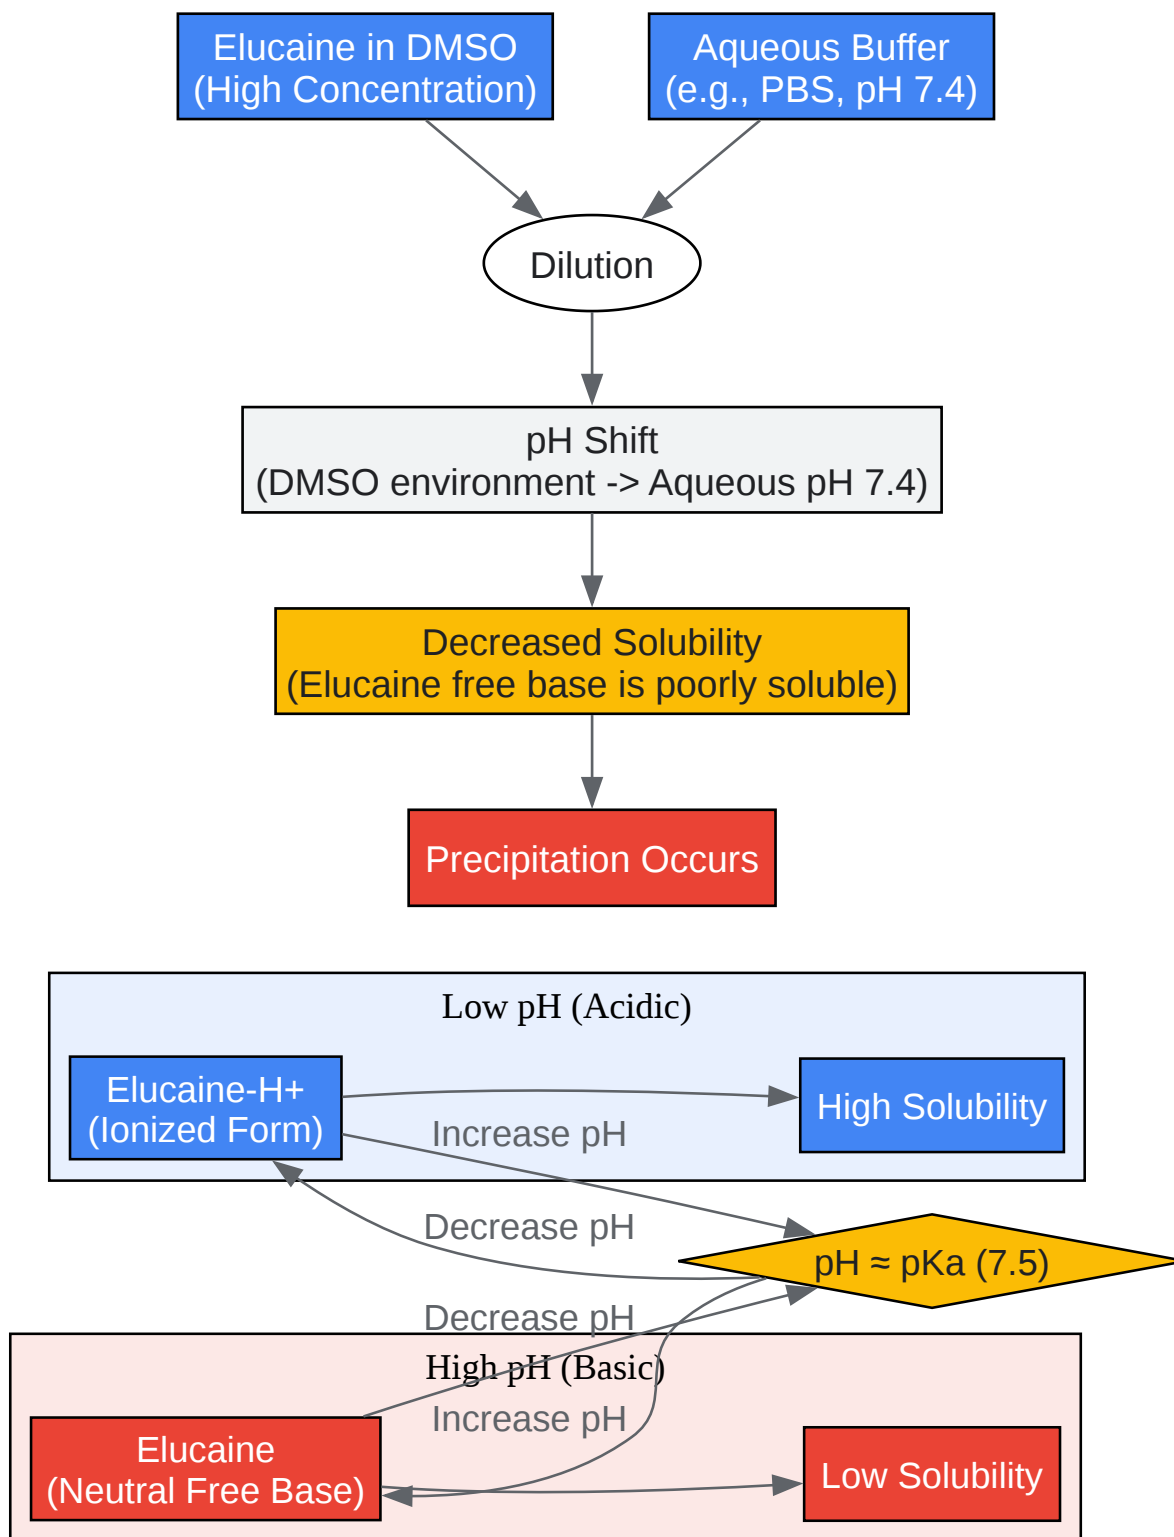 Elucaine in DMSO
(High Concentration)
Aqueous Buffer
(e.g., PBS, pH 7.4)
Dilution
pH Shift
(DMSO environment -> Aqueous pH 7.4)
Decreased Solubility
(Elucaine free base is poorly soluble)
Precipitation Occurs
Low pH (Acidic)
Elucaine-H+
(Ionized Form)
High Solubility
Increase pH
Decrease pH
pH ≈ pKa (7.5)
Decrease pH
High pH (Basic)
Increase pH
Elucaine
(Neutral Free Base)
Low Solubility